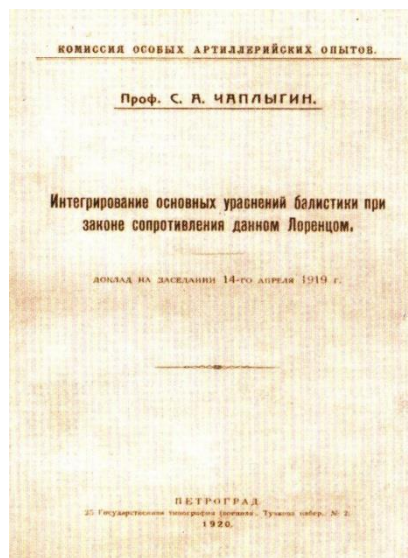 КОМИССИЯ ОСОБЫХ АРТИЛЛЕРИЙСКИХ ОПЫТОВ.
Проф. С. А. ЧАПЛЫГИН.
Интегрирование основных уравнений балистики при
законе сопротивления данном Лоренцом.
ДОКЛАД НА ЗАСЕДАНИИ 14-го АПРЕЛЯ 1919 г.
ПЕТРОГРАД.
25 Государственная типография Тучкова набер., № 2.
1920.